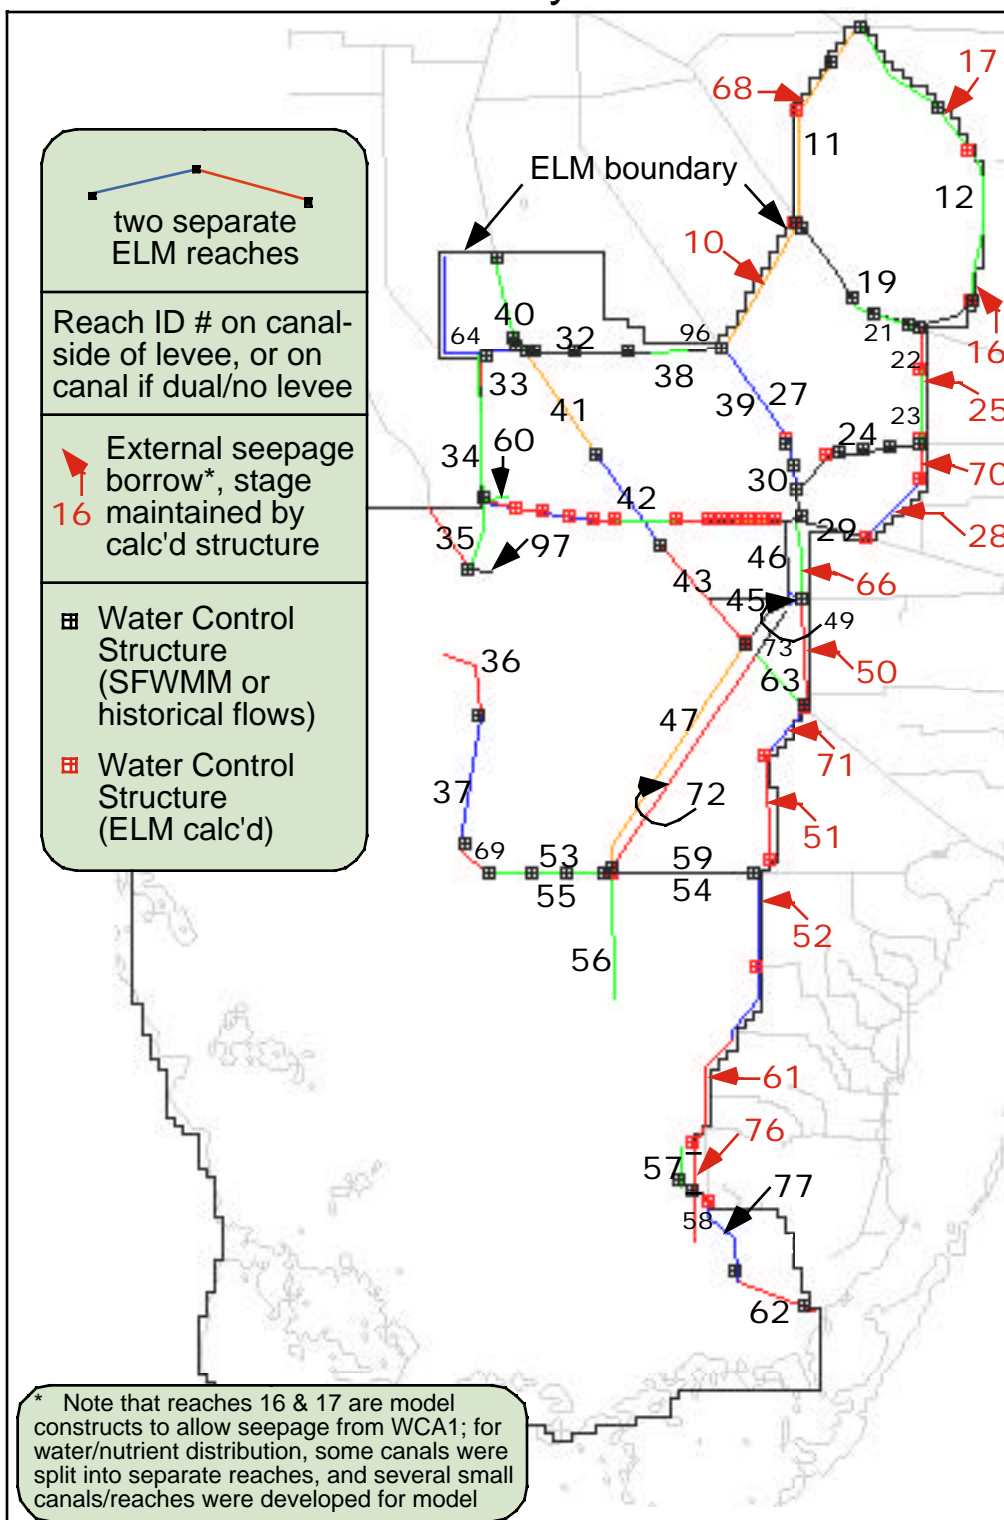 17
68
11
ELM boundary
12
two separate
ELM reaches
10
19
40
64
32
96
21
16
Reach ID # on canal-
side of levee, or on
canal if dual/no levee
33
38
22
27
39
25
41
23
External seepage
borrow*, stage
maintained by
calc'd structure
16
34
60
24
70
30
42
29
28
35
97
46
66
43
45
49
Water Control
Structure
(SFWMM or
historical flows)
36
73
63
50
47
71
Water Control
Structure
(ELM calc'd)
37
72
51
69
53
59
55
54
52
56
61
76
57
77
58
62
* Note that reaches 16 & 17 are model
constructs to allow seepage from WCA1; for
water/nutrient distribution, some canals were
split into separate reaches, and several small
canals/reaches were developed for model